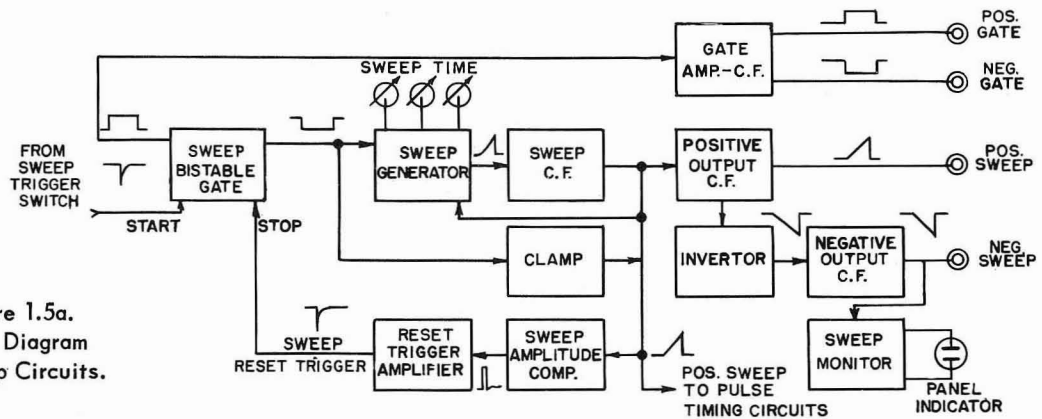 POS.
GATE
GATE
AMP.-C.F.
NEG.
GATE
SWEEP TIME
FROM
SWEEP
TRIGGER
SWITCH
SWEEP
BISTABLE
GATE
START
STOP
SWEEP
GENERATOR
SWEEP
C.F.
POSITIVE
OUTPUT
C.F.
POS.
SWEEP
CLAMP
INVERTOR
NEGATIVE
OUTPUT
C.F.
NEG.
SWEEP
re 1.5a.
Diagram
o Circuits.
SWEEP
RESET TRIGGER
RESET
TRIGGER
AMPLIFIER
SWEEP
AMPLITUDE
COMP.
POS. SWEEP
TO PULSE
TIMING CIRCUITS
SWEEP
MONITOR
PANEL
INDICATOR